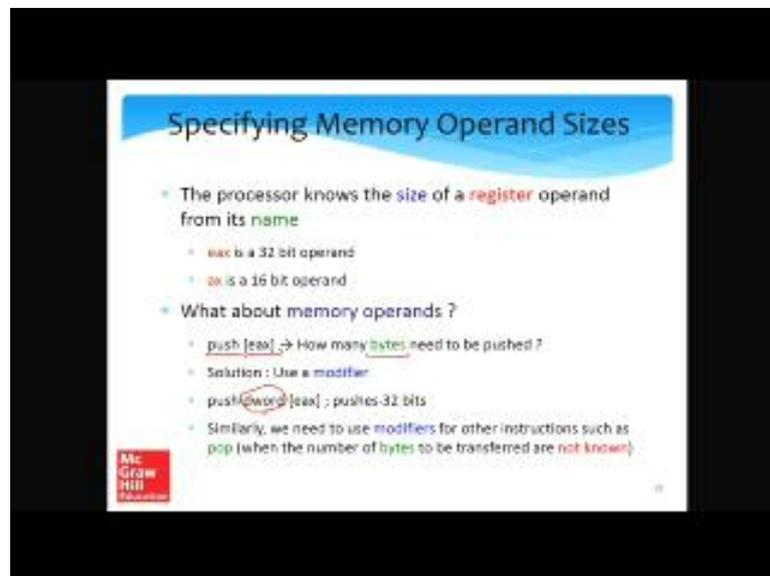 Specifying Memory Operand Sizes
The processor knows the size of a register operand
from its name
eax is a 32 bit operand
ax is a 16 bit operand
What about memory operands ?
push [eax] → How many bytes need to be pushed ?
Solution : Use a modifier
push dword [eax] ; pushes 32 bits
Similarly, we need to use modifiers for other instructions such as
pop (when the number of bytes to be transferred are not known)
Mc
Graw
Hill
Education